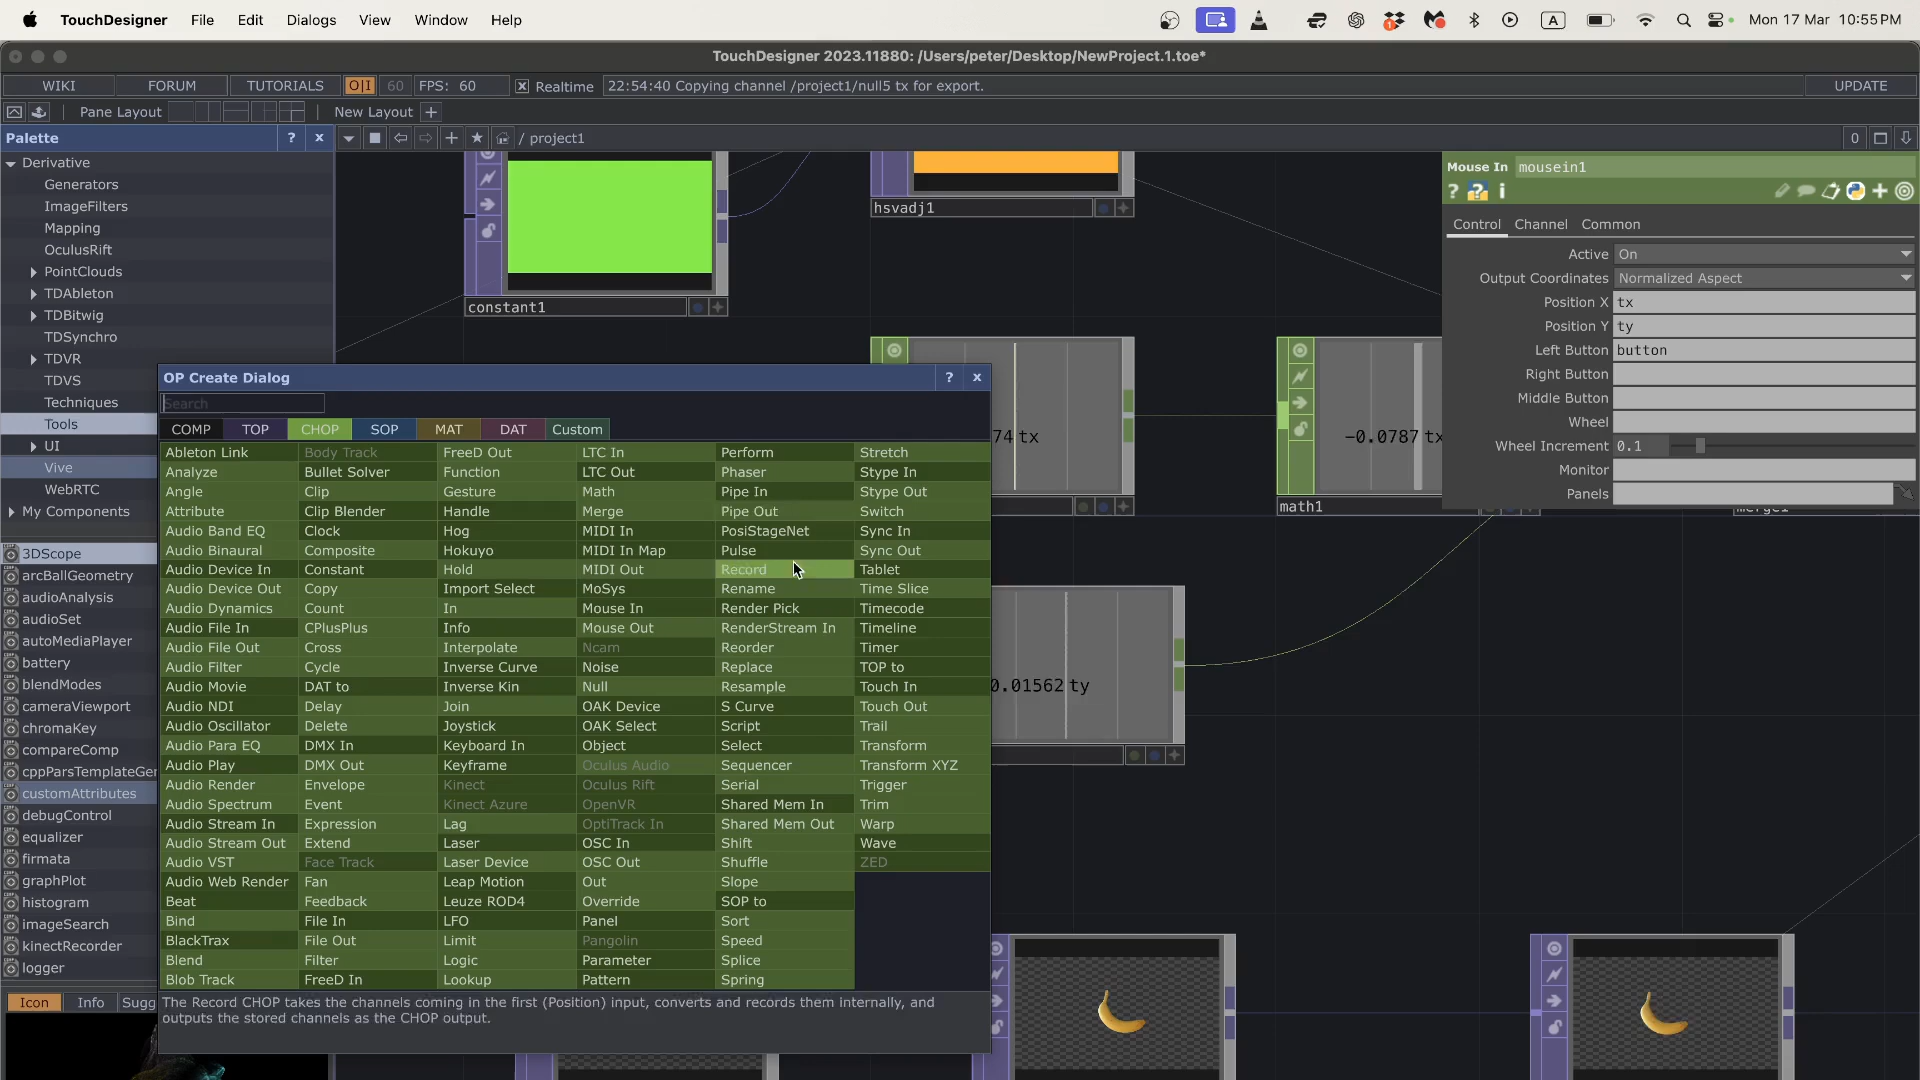 TouchDesigner File Edit Dialogs View Window Help
A
1
Mon 17 Mar 10:55 PM
TouchDesigner 2023.11880: /Users/peter/Desktop/NewProject.1.toe*
WIKI FORUM TUTORIALS O|I 60 FPS: 60 Realtime 22:54:40 Copying channel /project1/null5 tx for export. UPDATE
Pane Layout New Layout +
Palette ? x / project1 0
Derivative
Generators
ImageFilters
Mapping
OculusRift
PointClouds
TDAbleton
TDBitwig
TDSynchro
TDVR
TDVS
Techniques
Tools
UI
Vive
WebRTC
My Components
3DScope
arcBallGeometry
audioAnalysis
audioSet
autoMediaPlayer
battery
blendModes
cameraViewport
chromaKey
compareComp
cppParsTemplateGer
customAttributes
debugControl
equalizer
firmata
graphPlot
histogram
imageSearch
kinectRecorder
logger
Icon Info Sugg
constant1
hsvadj1
74 tx
-0.0787 tx
math1
merge1
0.01562 ty
Mouse In mousein1
? ? i
Control Channel Common
Active On
Output Coordinates Normalized Aspect
Position X tx
Position Y ty
Left Button button
Right Button
Middle Button
Wheel
Wheel Increment 0.1
Monitor
Panels
OP Create Dialog ? x
Search
COMP TOP CHOP SOP MAT DAT Custom
Ableton Link Body Track FreeD Out LTC In Perform Stretch
Analyze Bullet Solver Function LTC Out Phaser Stype In
Angle Clip Gesture Math Pipe In Stype Out
Attribute Clip Blender Handle Merge Pipe Out Switch
Audio Band EQ Clock Hog MIDI In PosiStageNet Sync In
Audio Binaural Composite Hokuyo MIDI In Map Pulse Sync Out
Audio Device In Constant Hold MIDI Out Record Tablet
Audio Device Out Copy Import Select MoSys Rename Time Slice
Audio Dynamics Count In Mouse In Render Pick Timecode
Audio File In CPlusPlus Info Mouse Out RenderStream In Timeline
Audio File Out Cross Interpolate Ncam Reorder Timer
Audio Filter Cycle Inverse Curve Noise Replace TOP to
Audio Movie DAT to Inverse Kin Null Resample Touch In
Audio NDI Delay Join OAK Device S Curve Touch Out
Audio Oscillator Delete Joystick OAK Select Script Trail
Audio Para EQ DMX In Keyboard In Object Select Transform
Audio Play DMX Out Keyframe Oculus Audio Sequencer Transform XYZ
Audio Render Envelope Kinect Oculus Rift Serial Trigger
Audio Spectrum Event Kinect Azure OpenVR Shared Mem In Trim
Audio Stream In Expression Lag OptiTrack In Shared Mem Out Warp
Audio Stream Out Extend Laser OSC In Shift Wave
Audio VST Face Track Laser Device OSC Out Shuffle ZED
Audio Web Render Fan Leap Motion Out Slope
Beat Feedback Leuze ROD4 Override SOP to
Bind File In LFO Panel Sort
BlackTrax File Out Limit Pangolin Speed
Blend Filter Logic Parameter Splice
Blob Track FreeD In Lookup Pattern Spring
The Record CHOP takes the channels coming in the first (Position) input, converts and records them internally, and
outputs the stored channels as the CHOP output.